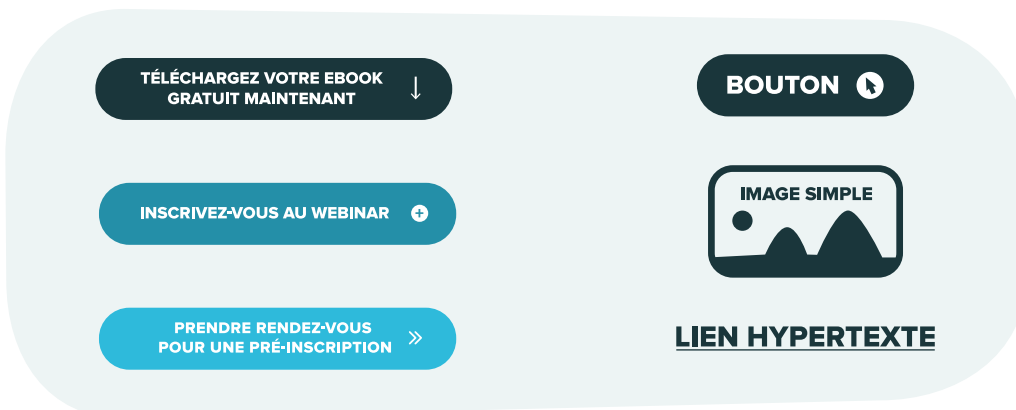 TÉLÉCHARGEZ VOTRE EBOOK
GRATUIT MAINTENANT
INSCRIVEZ-VOUS AU WEBINAR
PRENDRE RENDEZ-VOUS
POUR UNE PRÉ-INSCRIPTION
BOUTON
IMAGE SIMPLE
LIEN HYPERTEXTE